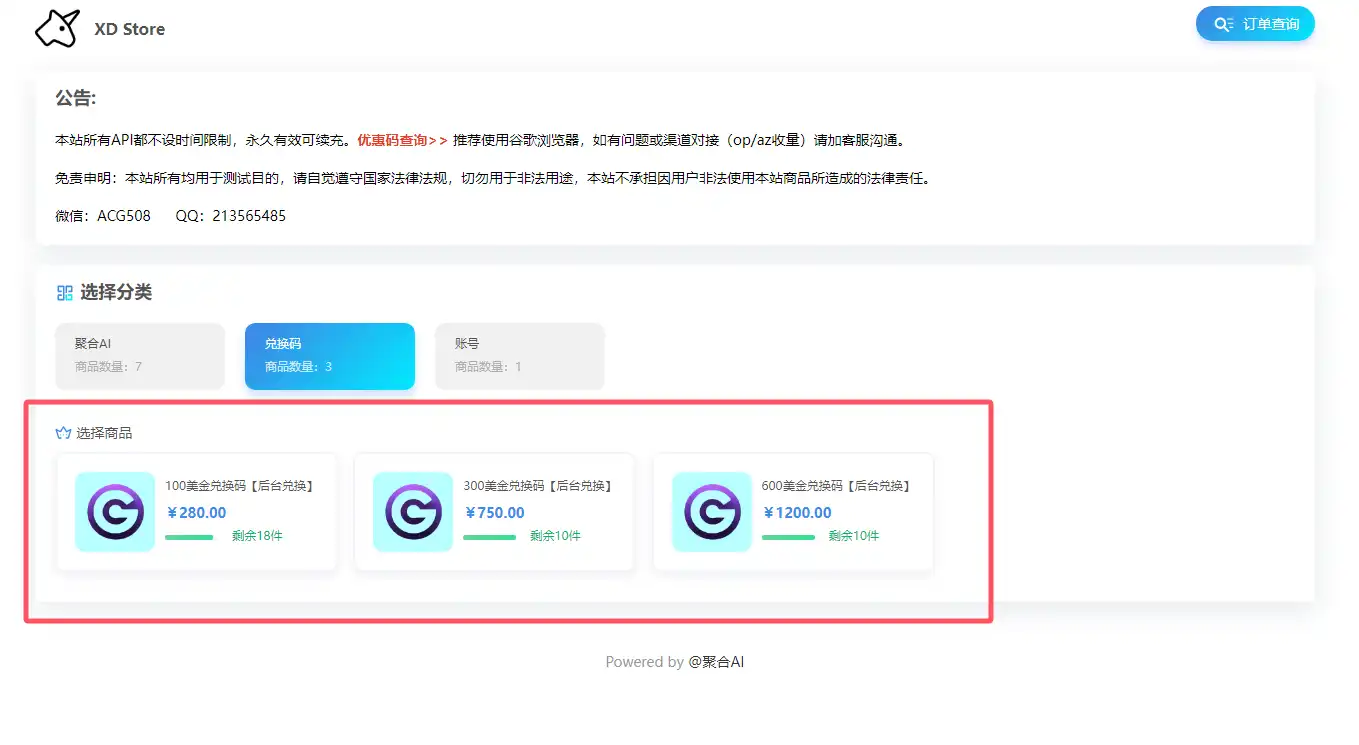 XD Store
订单查询
公告:
本站所有API都不设时间限制，永久有效可续充。优惠码查询>> 推荐使用谷歌浏览器，如有问题或渠道对接（op/az收量）请加客服沟通。
免责申明：本站所有均用于测试目的，请自觉遵守国家法律法规，切勿用于非法用途，本站不承担因用户非法使用本站商品所造成的法律责任。
微信：ACG508 QQ：213565485
选择分类
聚合AI
商品数量：7
兑换码
商品数量：3
账号
商品数量：1
选择商品
100美金兑换码【后台兑换】
￥280.00
剩余18件
300美金兑换码【后台兑换】
￥750.00
剩余10件
600美金兑换码【后台兑换】
￥1200.00
剩余10件
Powered by @聚合AI